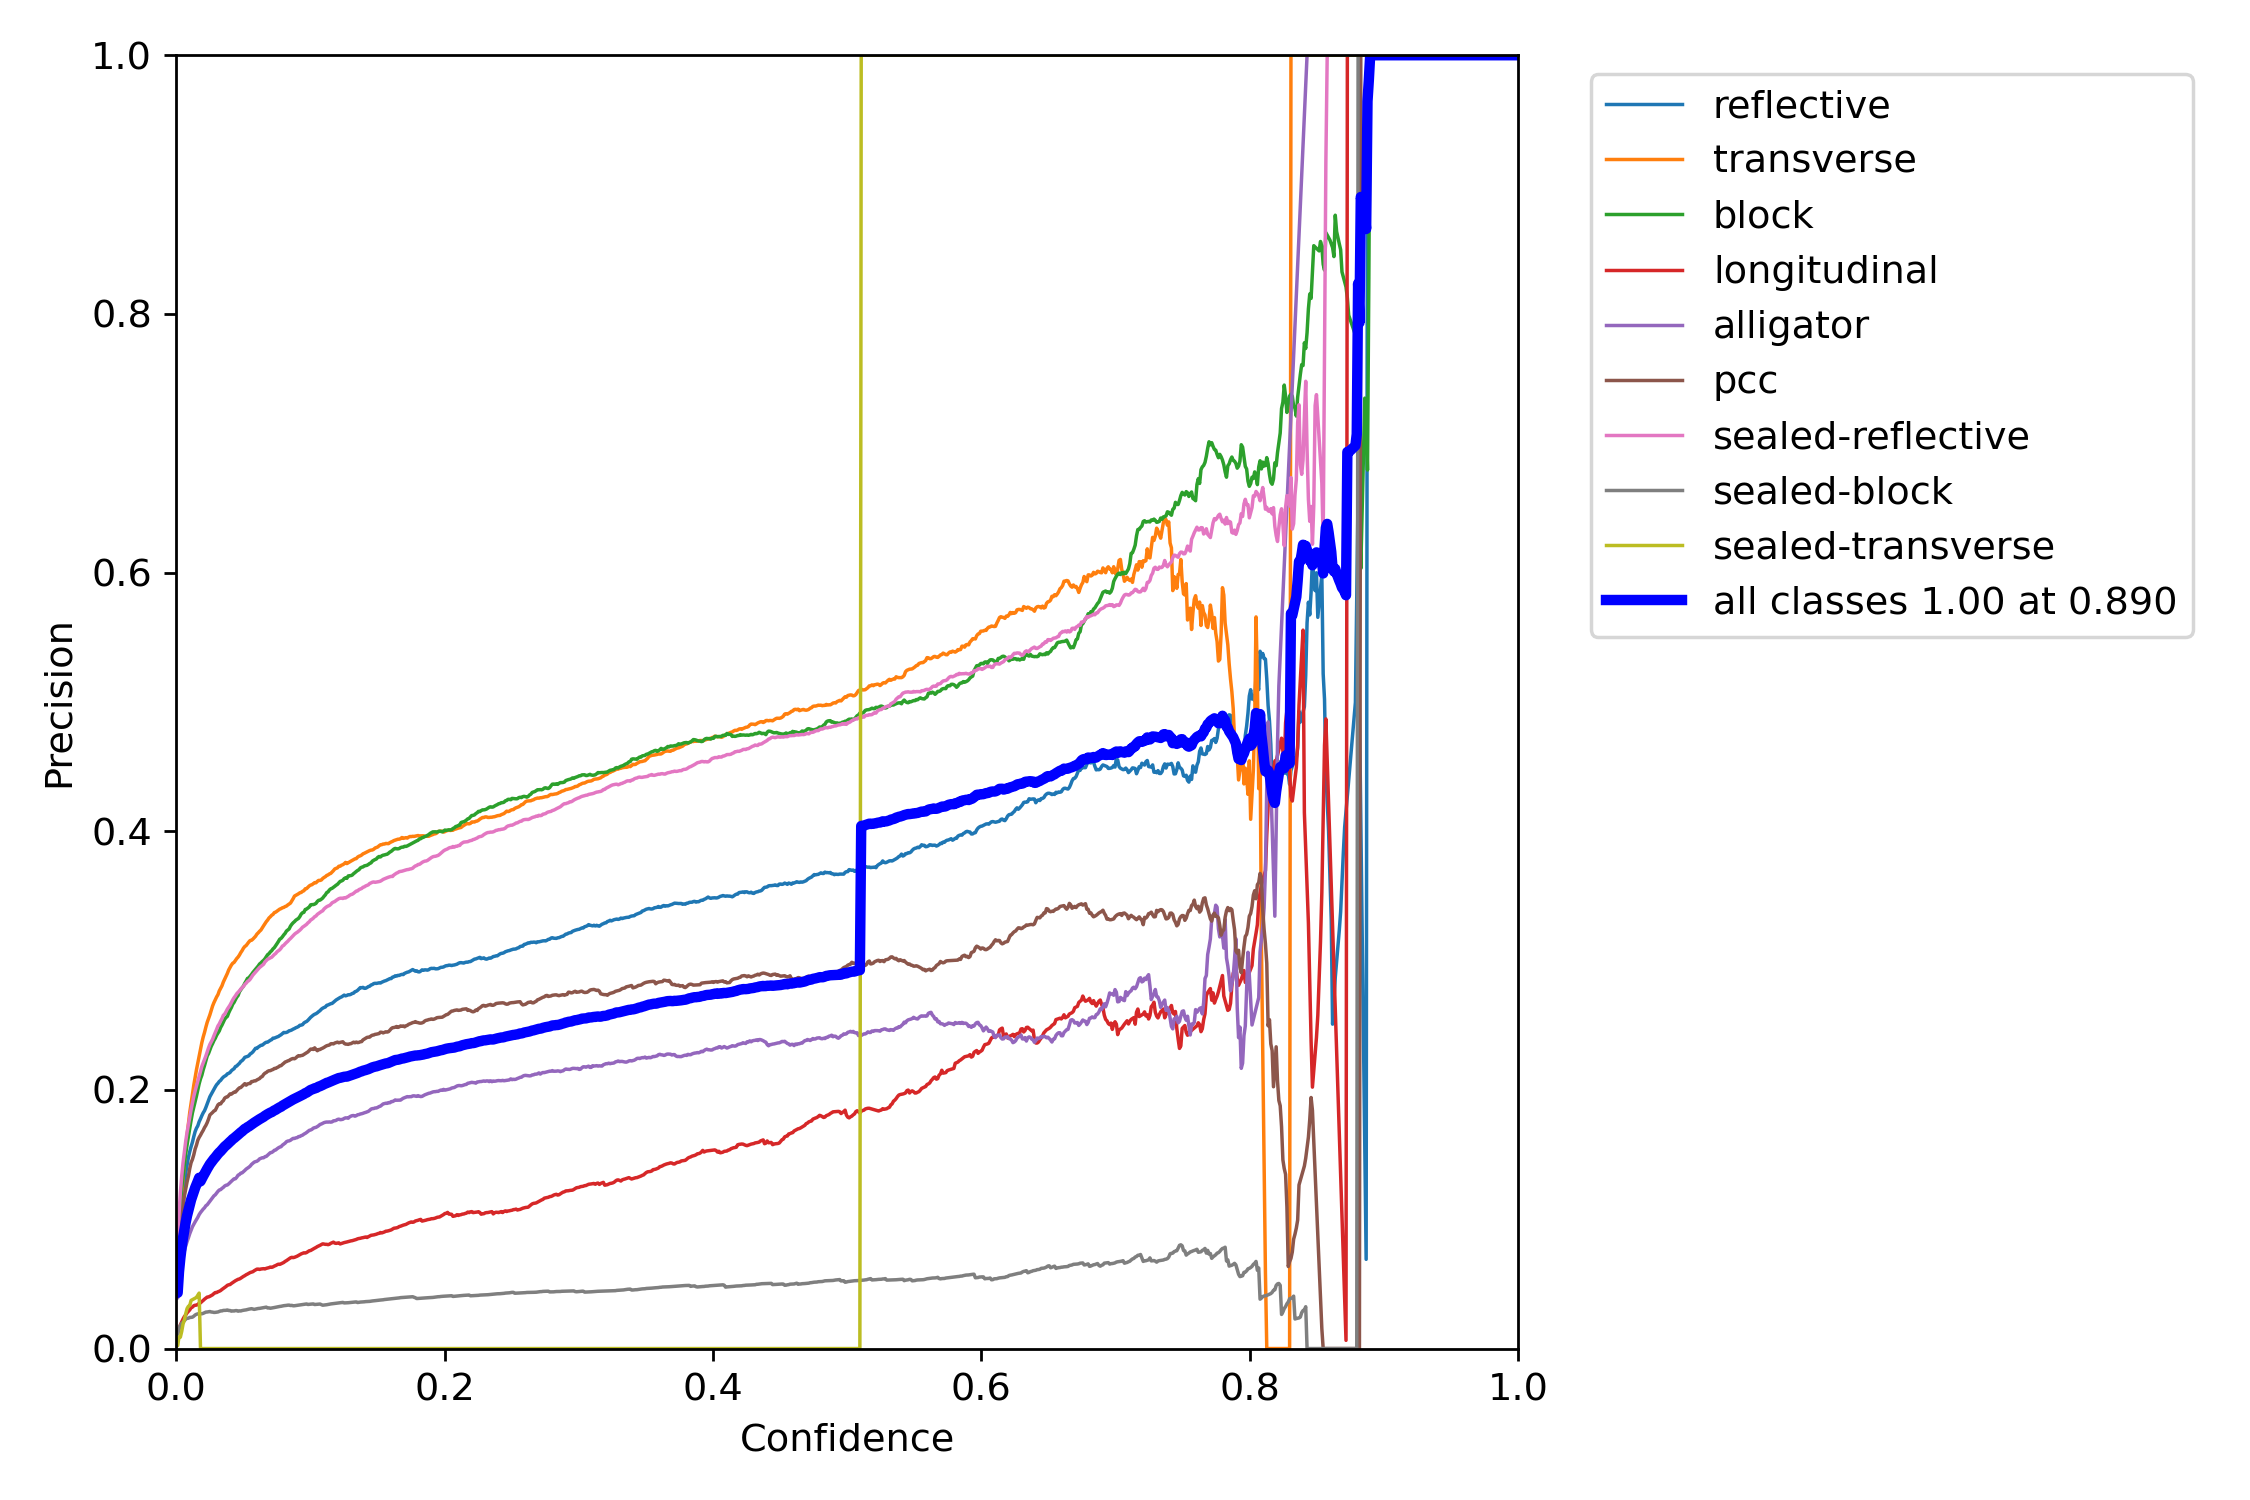 1.0
0.8
0.6
0.4
0.2
0.0
Precision
0.0 0.2 0.4 0.6 0.8 1.0
Confidence
reflective
transverse
block
longitudinal
alligator
pcc
sealed-reflective
sealed-block
sealed-transverse
all classes 1.00 at 0.890